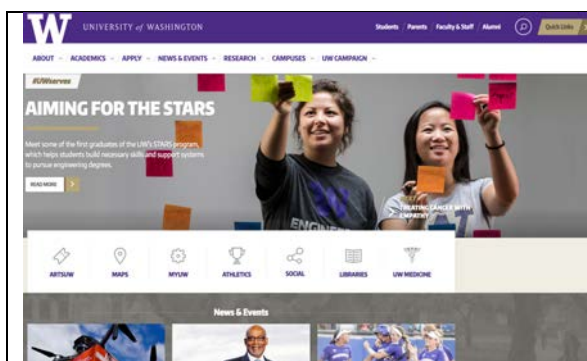 W UNIVERSITY of WASHINGTON
Students Parents Faculty & Staff Alumni Quick Links
ABOUT ACADEMICS APPLY NEWS & EVENTS RESEARCH CAMPUSES UW CAMPAIGN
#UWserves
AIMING FOR THE STARS
Meet some of the first graduates of the UW's STARS program,
which helps students build necessary skills and support systems
to pursue engineering degrees.
READ MORE
TREATING CANCER WITH
EMPATHY
W
ENGINE
ARTSUW MAPS MYUW ATHLETICS SOCIAL LIBRARIES UW MEDICINE
News & Events